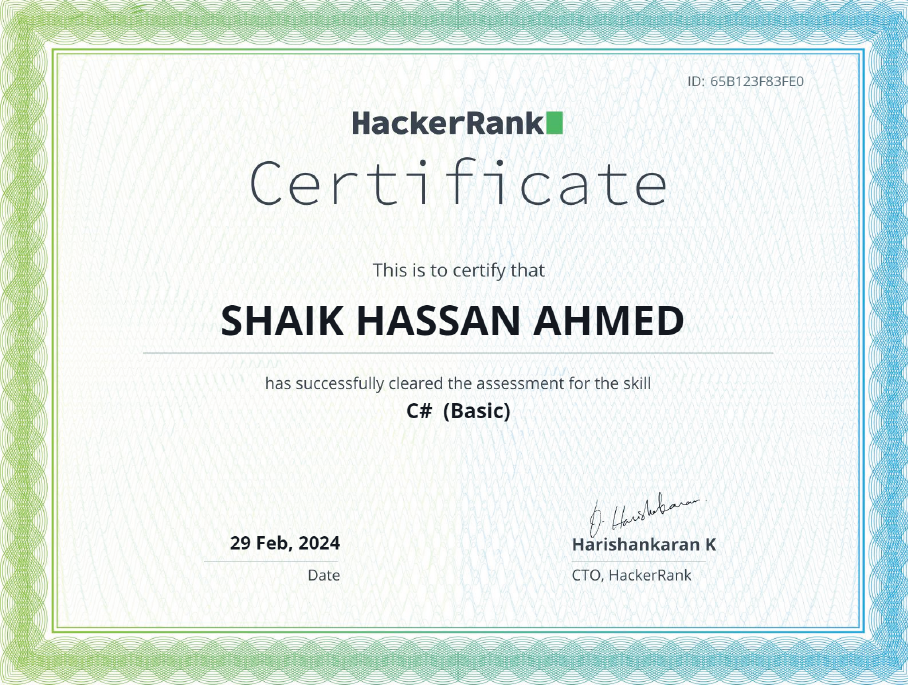 ID: 65B123F83FE0
HackerRank
Certificate
This is to certify that
SHAIK HASSAN AHMED
has successfully cleared the assessment for the skill
C# (Basic)
D. Harishankaran
29 Feb, 2024
Harishankaran K
Date
CTO, HackerRank